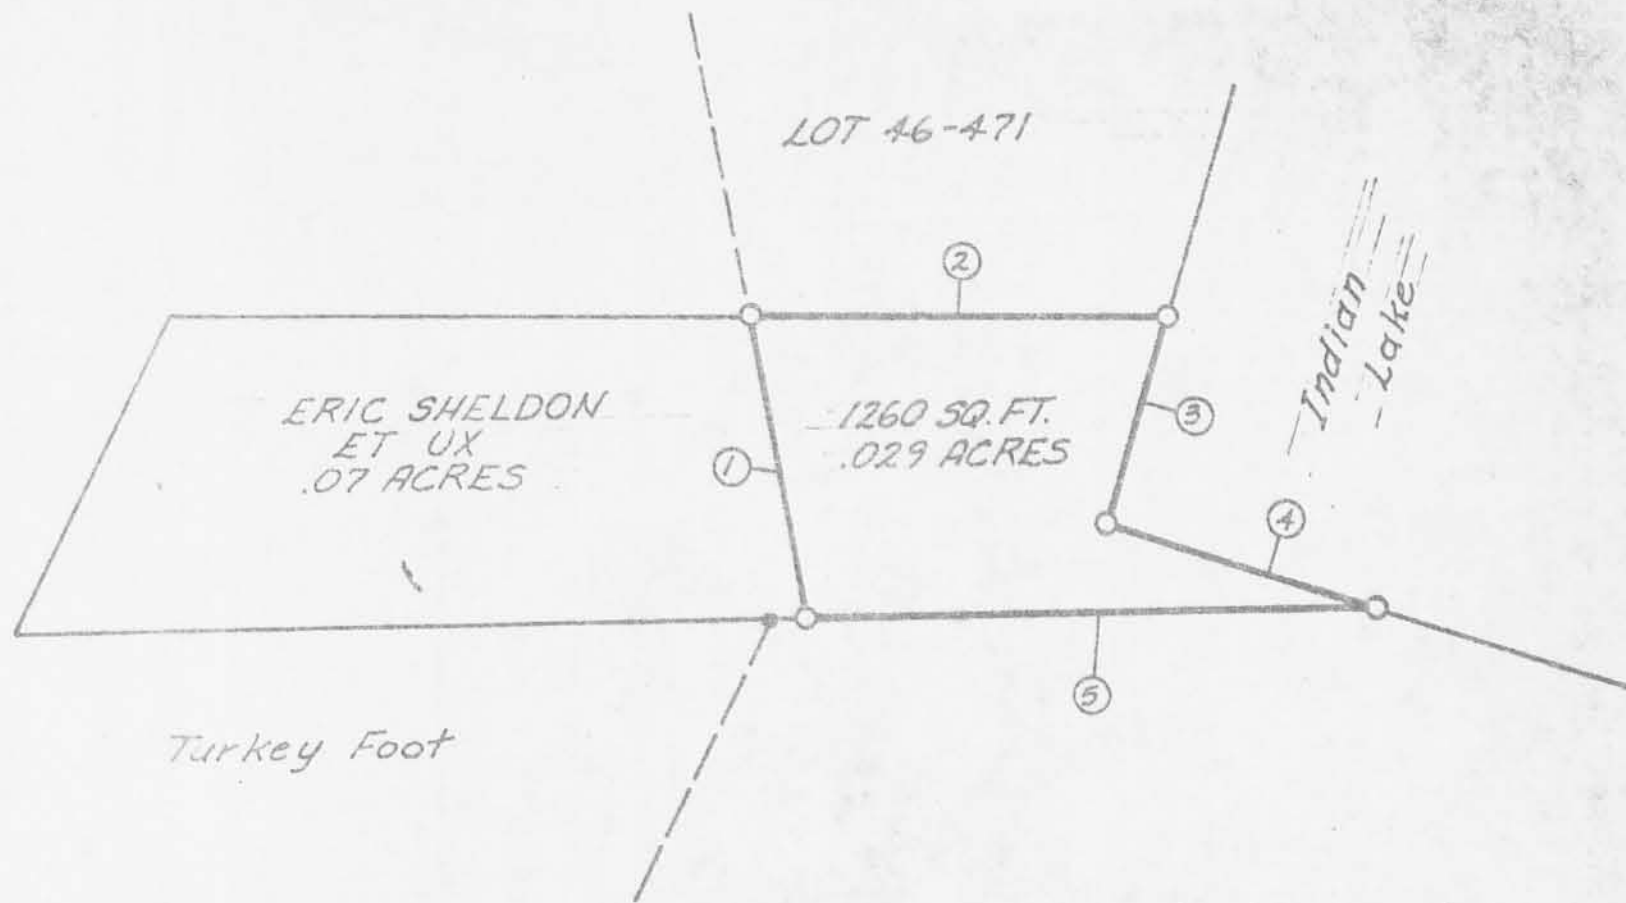 LOT 46-471
2
Indian
Lake
ERIC SHELDON
ET UX
.07 ACRES
1260 SQ. FT.
.029 ACRES
1
3
4
5
Turkey Foot